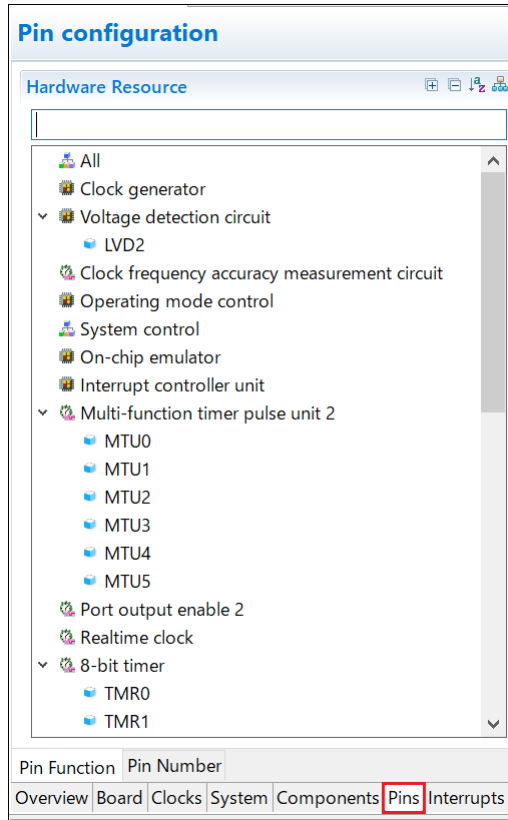 Pin configuration
Hardware Resource
All
Clock generator
Voltage detection circuit
LVD2
Clock frequency accuracy measurement circuit
Operating mode control
System control
On-chip emulator
Interrupt controller unit
Multi-function timer pulse unit 2
MTU0
MTU1
MTU2
MTU3
MTU4
MTU5
Port output enable 2
Realtime clock
8-bit timer
TMR0
TMR1
Pin Function Pin Number
Overview Board Clocks System Components Pins Interrupts